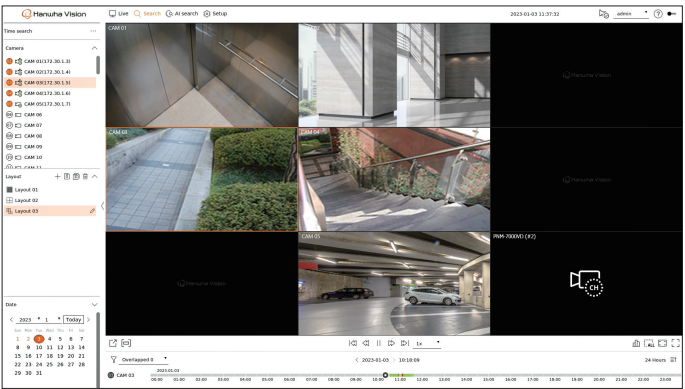 Hanwha Vision
Live Search AI search Setup
2023-01-03 11:37:32
admin
Time search
Camera
CAM 01(172.30.1.3)
CAM 02(172.30.1.4)
CAM 03(172.30.1.5)
CAM 04(172.30.1.6)
CAM 05(172.30.1.7)
CAM 06
CAM 07
CAM 08
CAM 09
CAM 10
Layout
Layout 01
Layout 02
Layout 03
Date
2023 1 Today
Sun Mon Tue Wed Thu Fri Sat
1 2 3 4 5 6 7
8 9 10 11 12 13 14
15 16 17 18 19 20 21
22 23 24 25 26 27 28
29 30 31
CAM 01
Hanwha Vision
CAM 03
CAM 04
Hanwha Vision
Hanwha Vision
CAM 05
PNM-7000VD (#2)
CH
1x
Overlapped 0
2023-01-03 10:18:09
24 Hours
CAM 03
2023.01-03
00:00 01:00 02:00 03:00 04:00 05:00 06:00 07:00 08:00 09:00 10:00 11:00 12:00 13:00 14:00 15:00 16:00 17:00 18:00 19:00 20:00 21:00 22:00 23:00